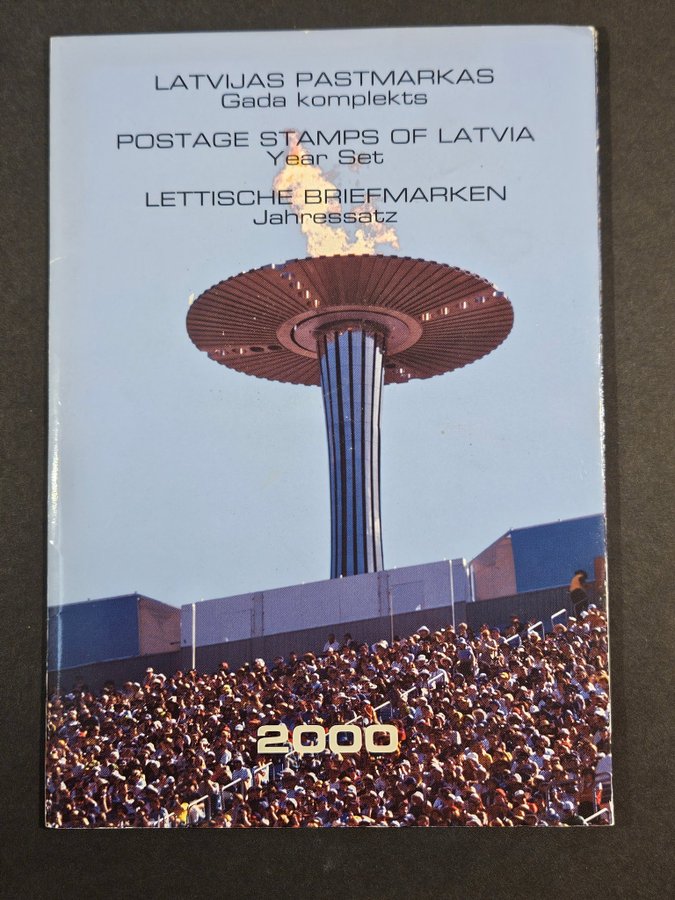 LATVIJAS PASTMARKAS
Gada komplekts
POSTAGE STAMPS OF LATVIA
Year Set
LETTISCHE BRIEFMARKEN
Jahressatz
2000